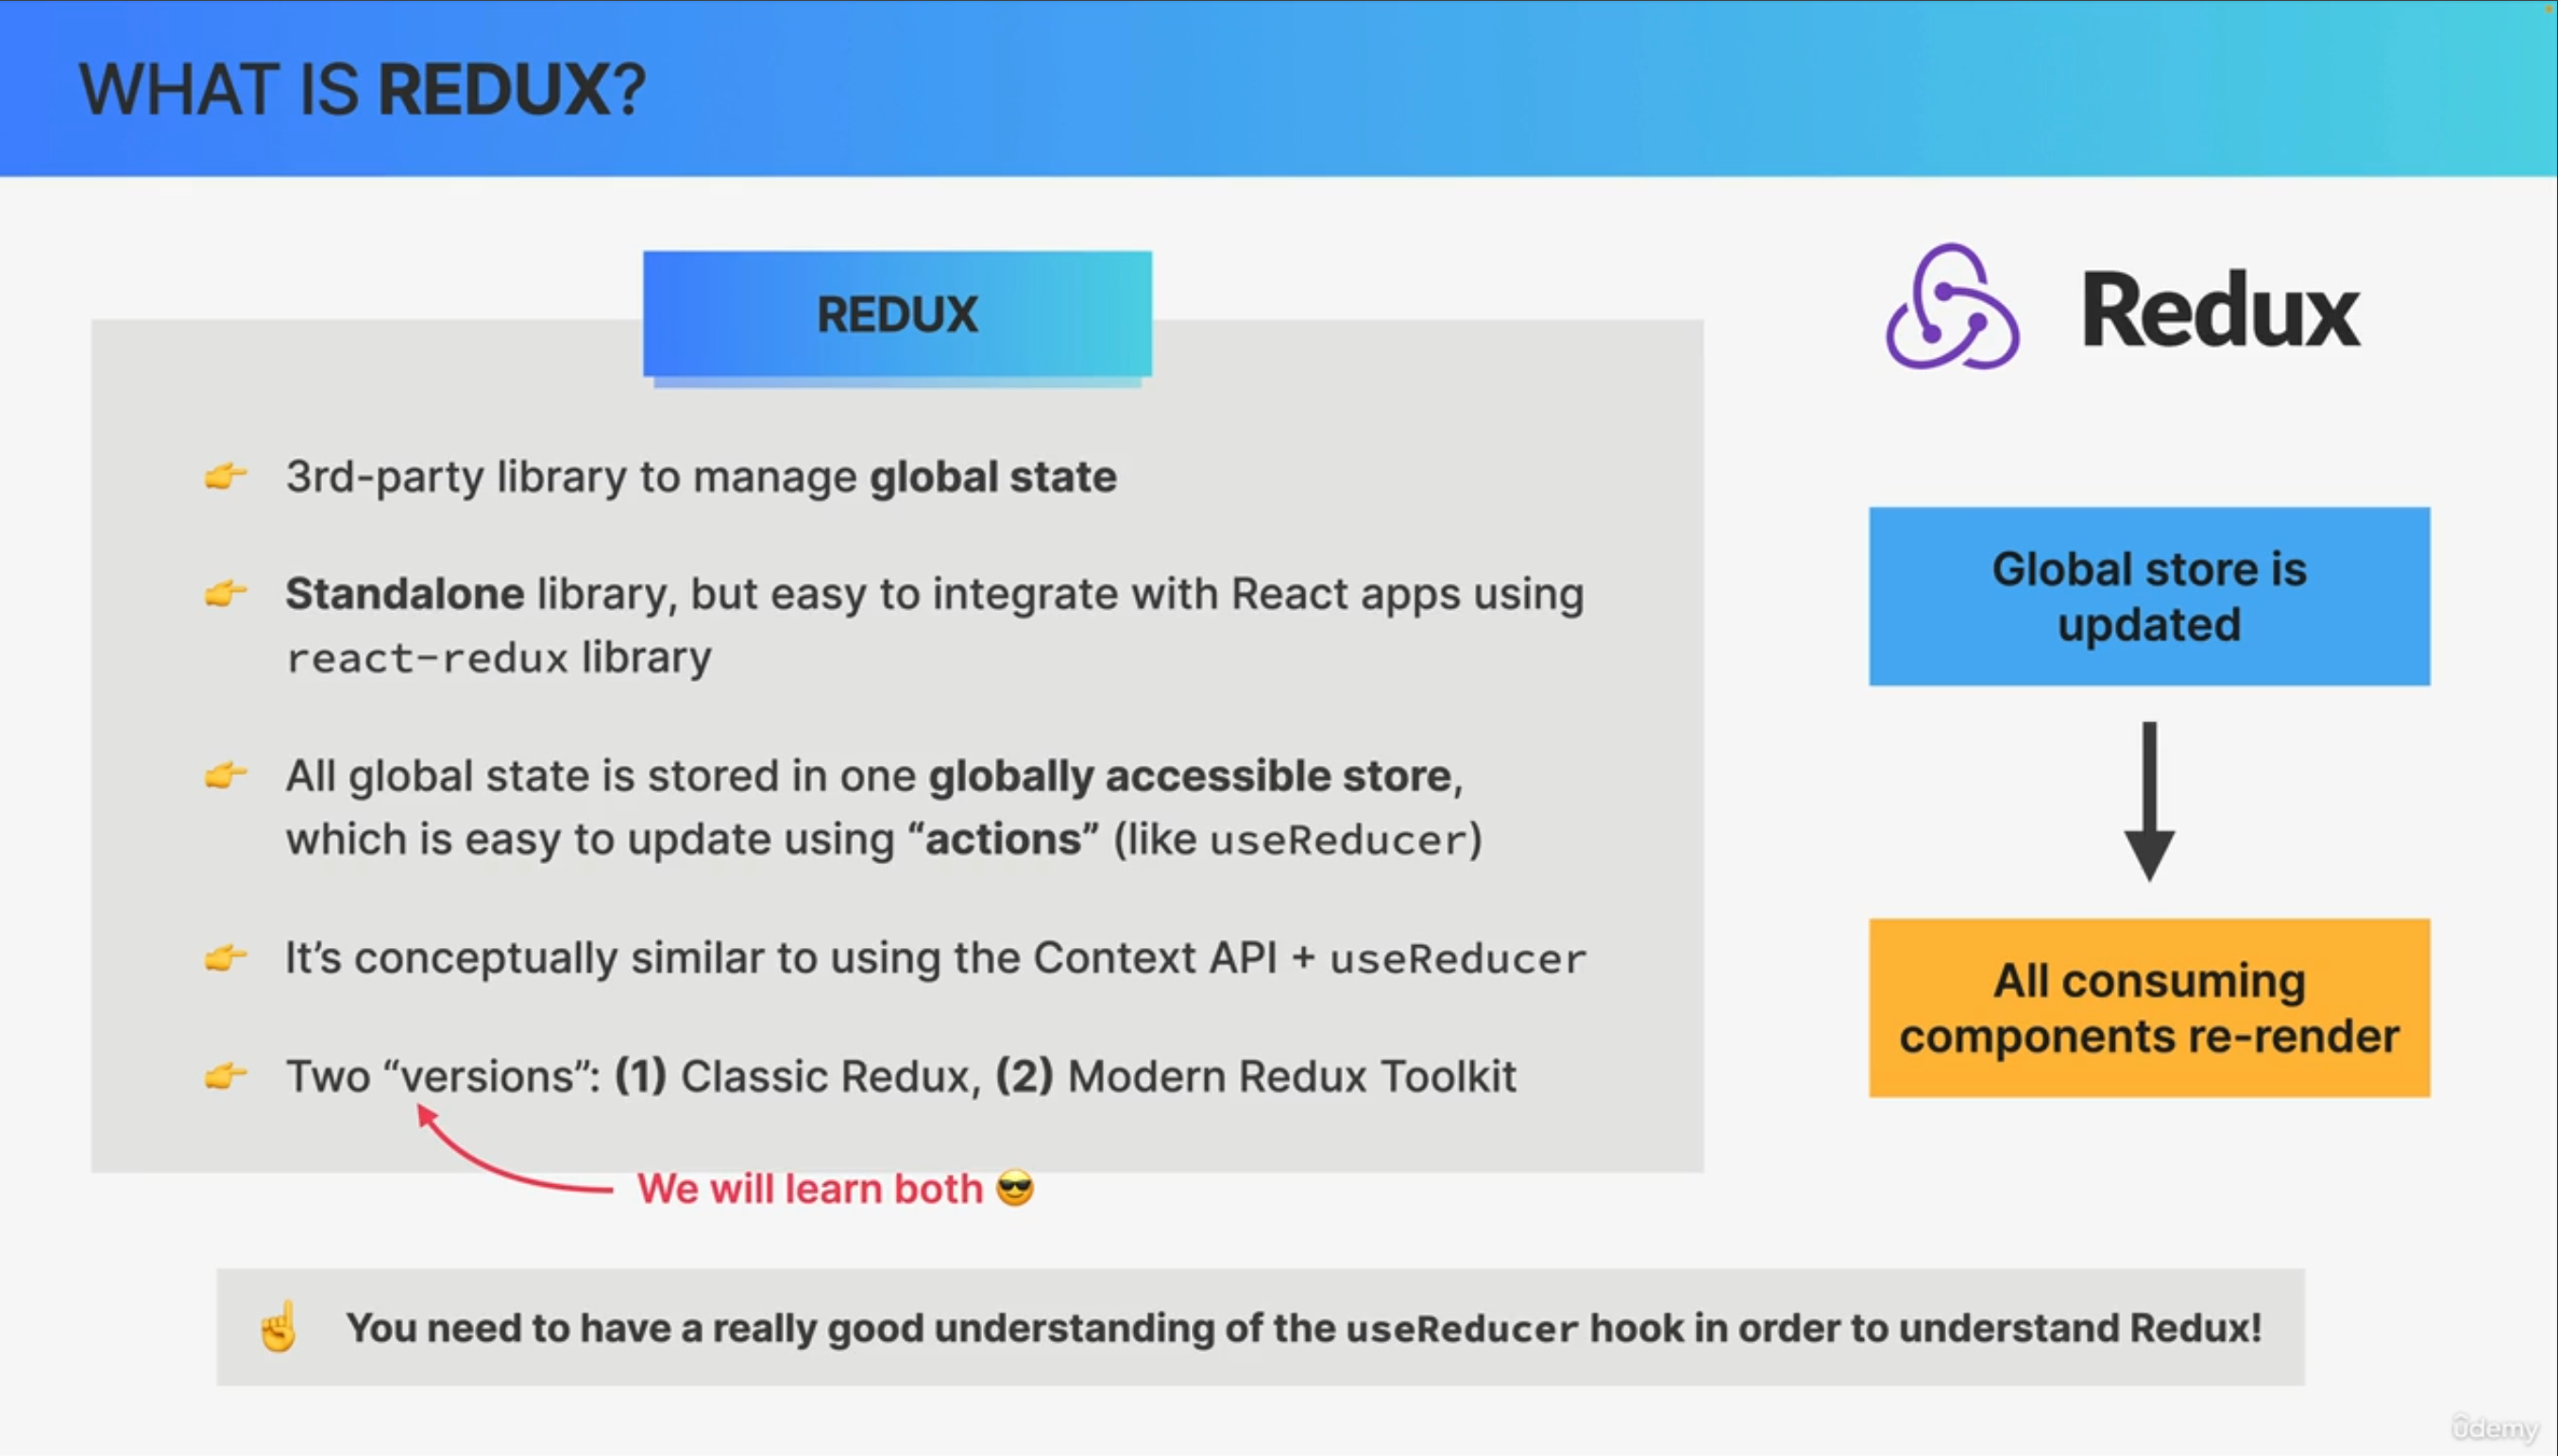 WHAT IS REDUX?
REDUX
👉 3rd-party library to manage global state
👉 Standalone library, but easy to integrate with React apps using
react-redux library
👉 All global state is stored in one globally accessible store,
which is easy to update using “actions” (like useReducer)
👉 It’s conceptually similar to using the Context API + useReducer
👉 Two “versions”: (1) Classic Redux, (2) Modern Redux Toolkit
We will learn both 😎
Redux
Global store is
updated
All consuming
components re-render
☝️ You need to have a really good understanding of the useReducer hook in order to understand Redux!
ûdemy